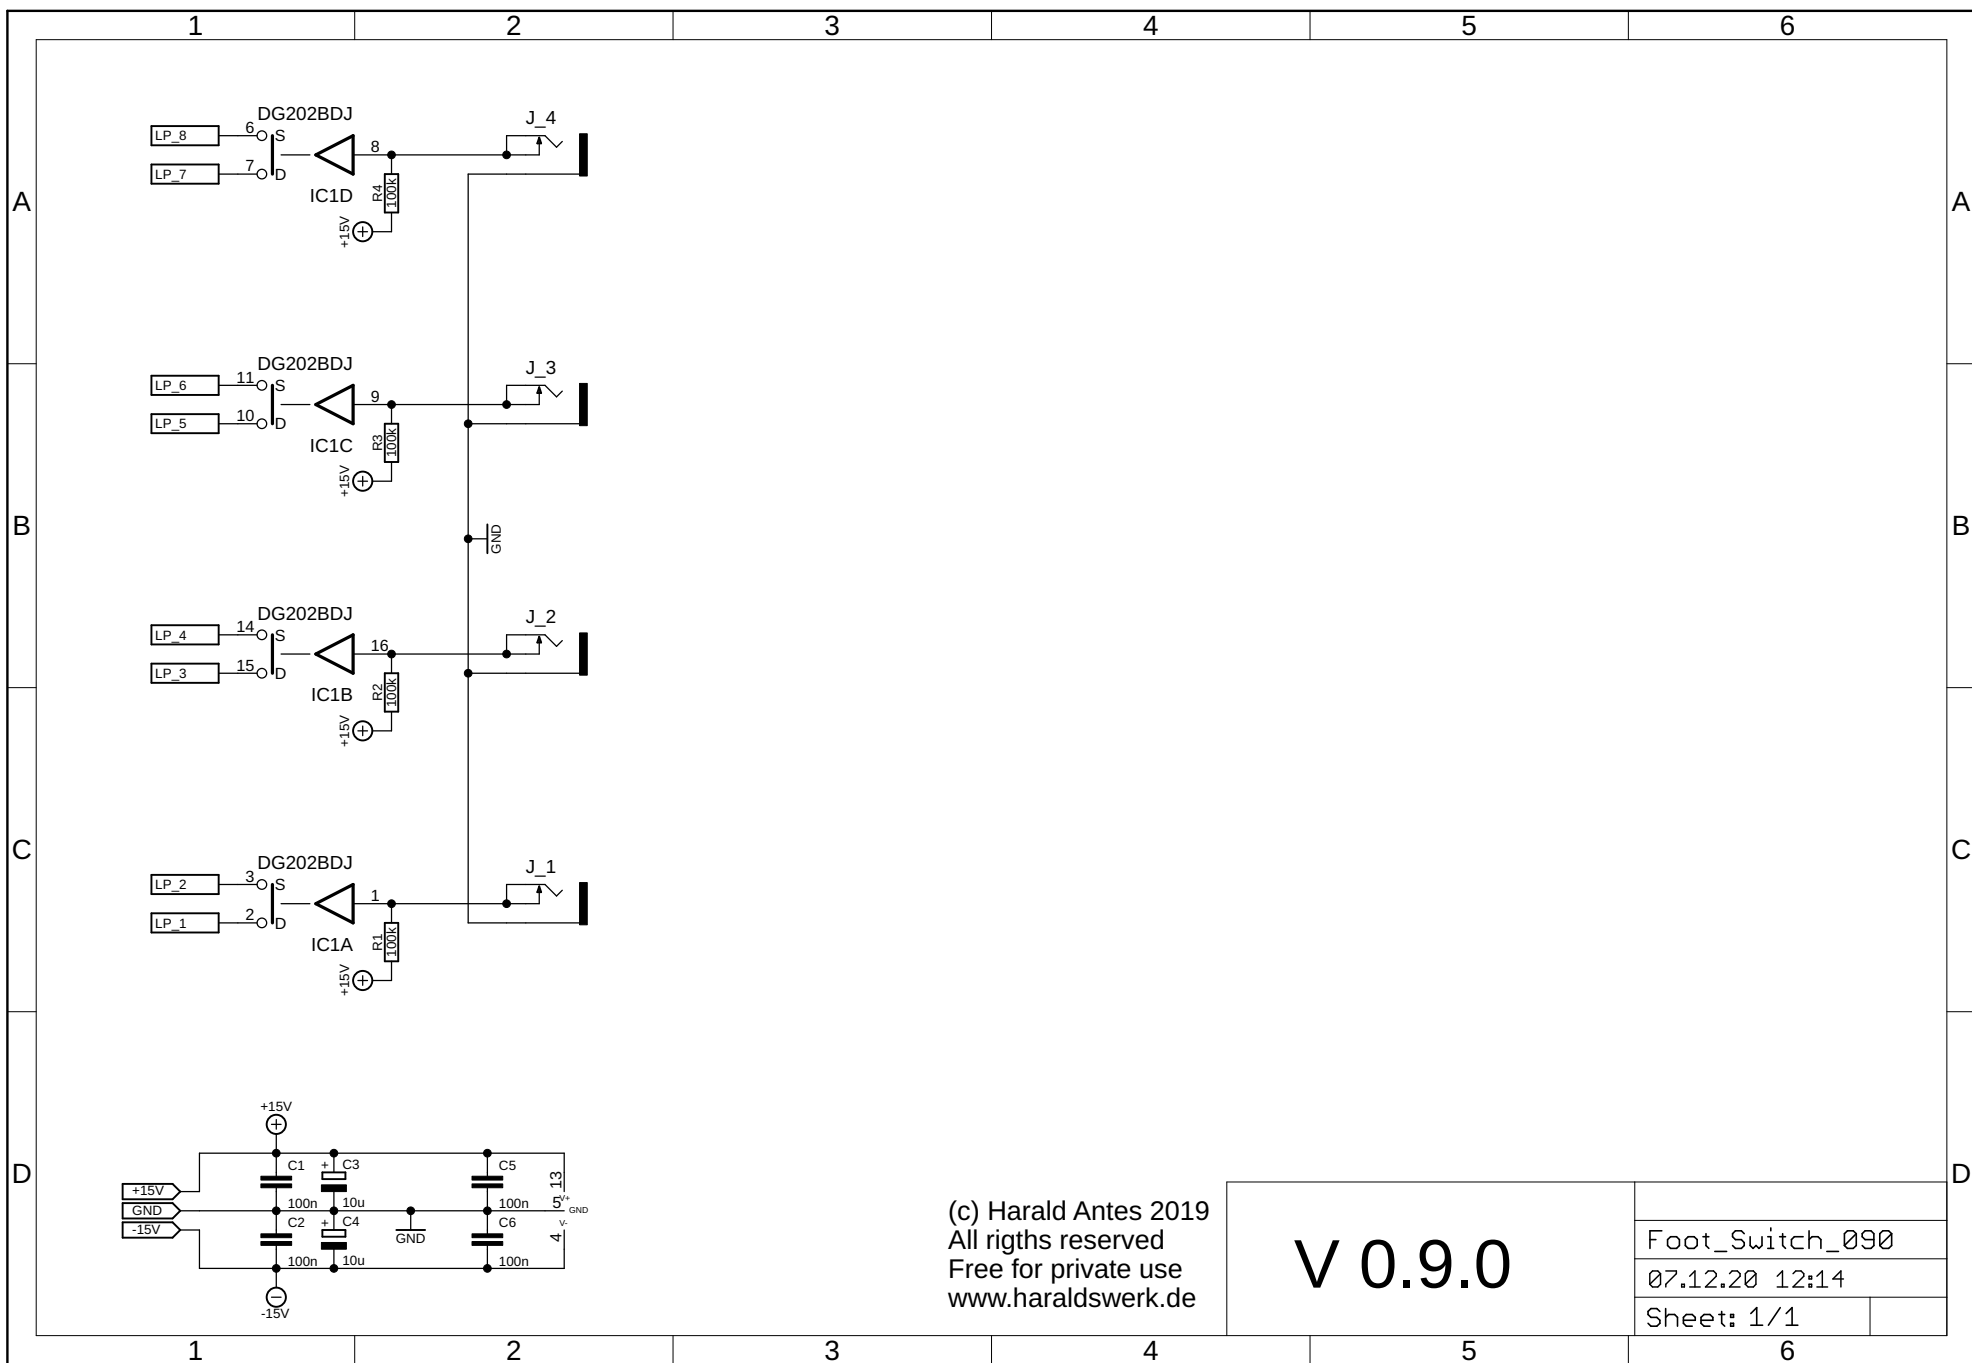 1 2 3 4 5 6
A A
B B
C C
D D
DG202BDJ
LP_8 6 S
LP_7 7 D
8
IC1D
R4
100k
+15V
J_4
DG202BDJ
LP_6 11 S
LP_5 10 D
9
IC1C
R3
100k
+15V
J_3
GND
DG202BDJ
LP_4 14 S
LP_3 15 D
16
IC1B
R2
100k
+15V
J_2
DG202BDJ
LP_2 3 S
LP_1 2 D
1
IC1A
R1
100k
+15V
J_1
+15V
+15V
GND
-15V
C1
100n
+ C3
10u
C2
100n
+ C4
10u
GND
C5
100n
C6
100n
13
V+
5 GND
V-
4
-15V
(c) Harald Antes 2019
All rigths reserved
Free for private use
www.haraldswerk.de
V 0.9.0
Foot_Switch_090
07.12.20 12:14
Sheet: 1/1
1 2 3 4 5 6